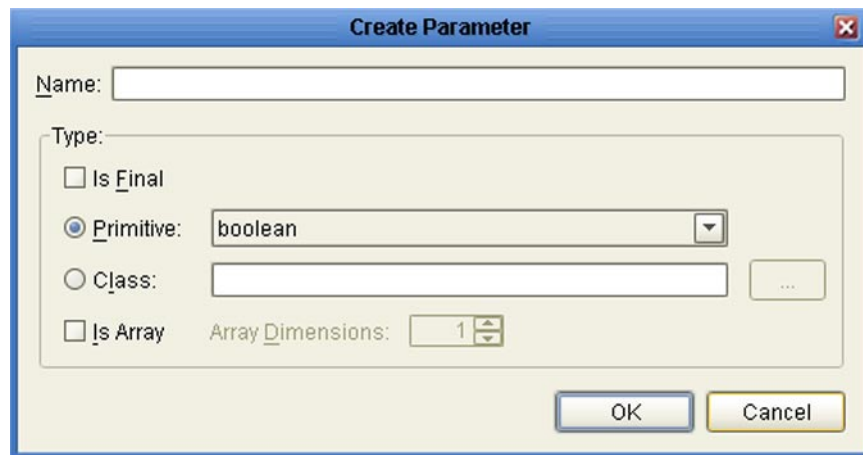 Create Parameter
Name:
Type:
Is Final
Primitive: boolean
Class: ...
Is Array Array Dimensions: 1
OK Cancel